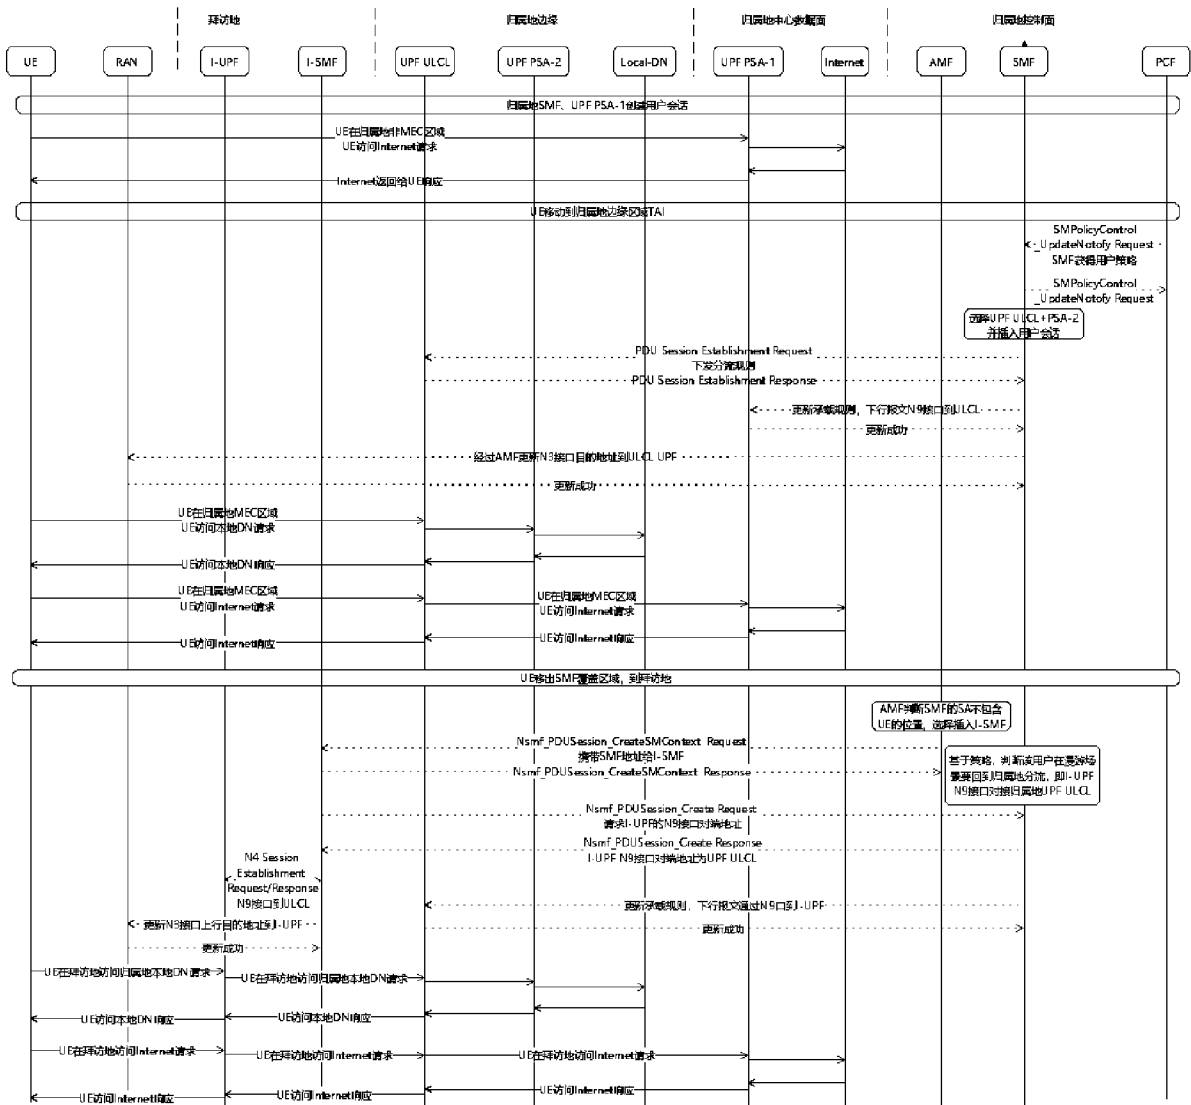 拜访地
归属地边缘
归属地中心数据面
归属地控制面
UE
RAN
I-UPF
I-SMF
UPF ULCL
UPF PSA-2
Local-DN
UPF PSA-1
Internet
AMF
SMF
PCF
归属地SMF、UPF PSA-1创建用户会话
UE在归属地非MEC区域
UE访问Internet请求
Internet返回给UE响应
UE移动到归属地边缘区域TAI
SMPolicyControl
_UpdateNotofy Request
SMF获得用户策略
SMPolicyControl
_UpdateNotofy Request
选择UPF ULCL+PSA-2
并插入用户会话
PDU Session Establishment Request
下发分流规则
PDU Session Establishment Response
更新承载规则，下行报文N9接口到ULCL
更新成功
经过AMF更新N3接口目的地址到ULCL UPF
更新成功
UE在归属地MEC区域
UE访问本地DN请求
UE访问本地DN响应
UE在归属地MEC区域
UE访问Internet请求
UE在归属地MEC区域
UE访问Internet请求
UE访问Internet响应
UE访问Internet响应
UE移出SMF覆盖区域，到拜访地
AMF判断SMF的SA不包含
UE的位置，选择插入I-SMF
Nsmf_PDUSession_CreateSMContext Request
携带SMF地址给I-SMF
Nsmf_PDUSession_CreateSMContext Response
基于策略，判断该用户在漫游场
景要回到归属地分流，即I-UPF
N9接口对接归属地UPF ULCL
Nsmf_PDUSession_Create Request
请求I-UPF的N9接口对端地址
Nsmf_PDUSession_Create Response
I-UPF N9接口对端地址为UPF ULCL
N4 Session
Establishment
Request/Response
N9接口到ULCL
更新承载规则，下行报文通过N9口到I-UPF
更新N3接口上行目的地址到I-UPF
更新成功
更新成功
UE在拜访地访问归属地本地DN请求
UE在拜访地访问归属地本地DN请求
UE访问本地DN响应
UE访问本地DN响应
UE在拜访地访问Internet请求
UE在拜访地访问Internet请求
UE在拜访地访问Internet请求
UE访问Internet响应
UE访问Internet响应
UE访问Internet响应